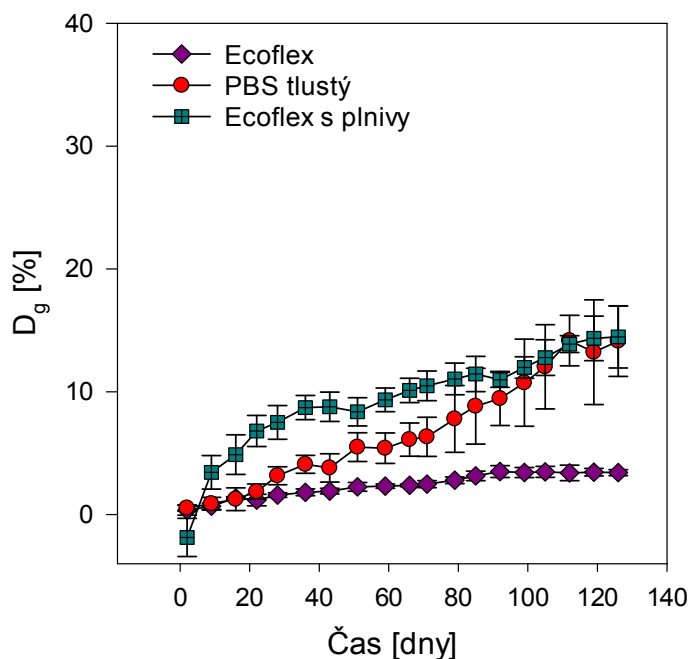 40
30
20
10
0
D_g [%]
Ecoflex
PBS tlustý
Ecoflex s plnivy
0 20 40 60 80 100 120 140
Čas [dny]